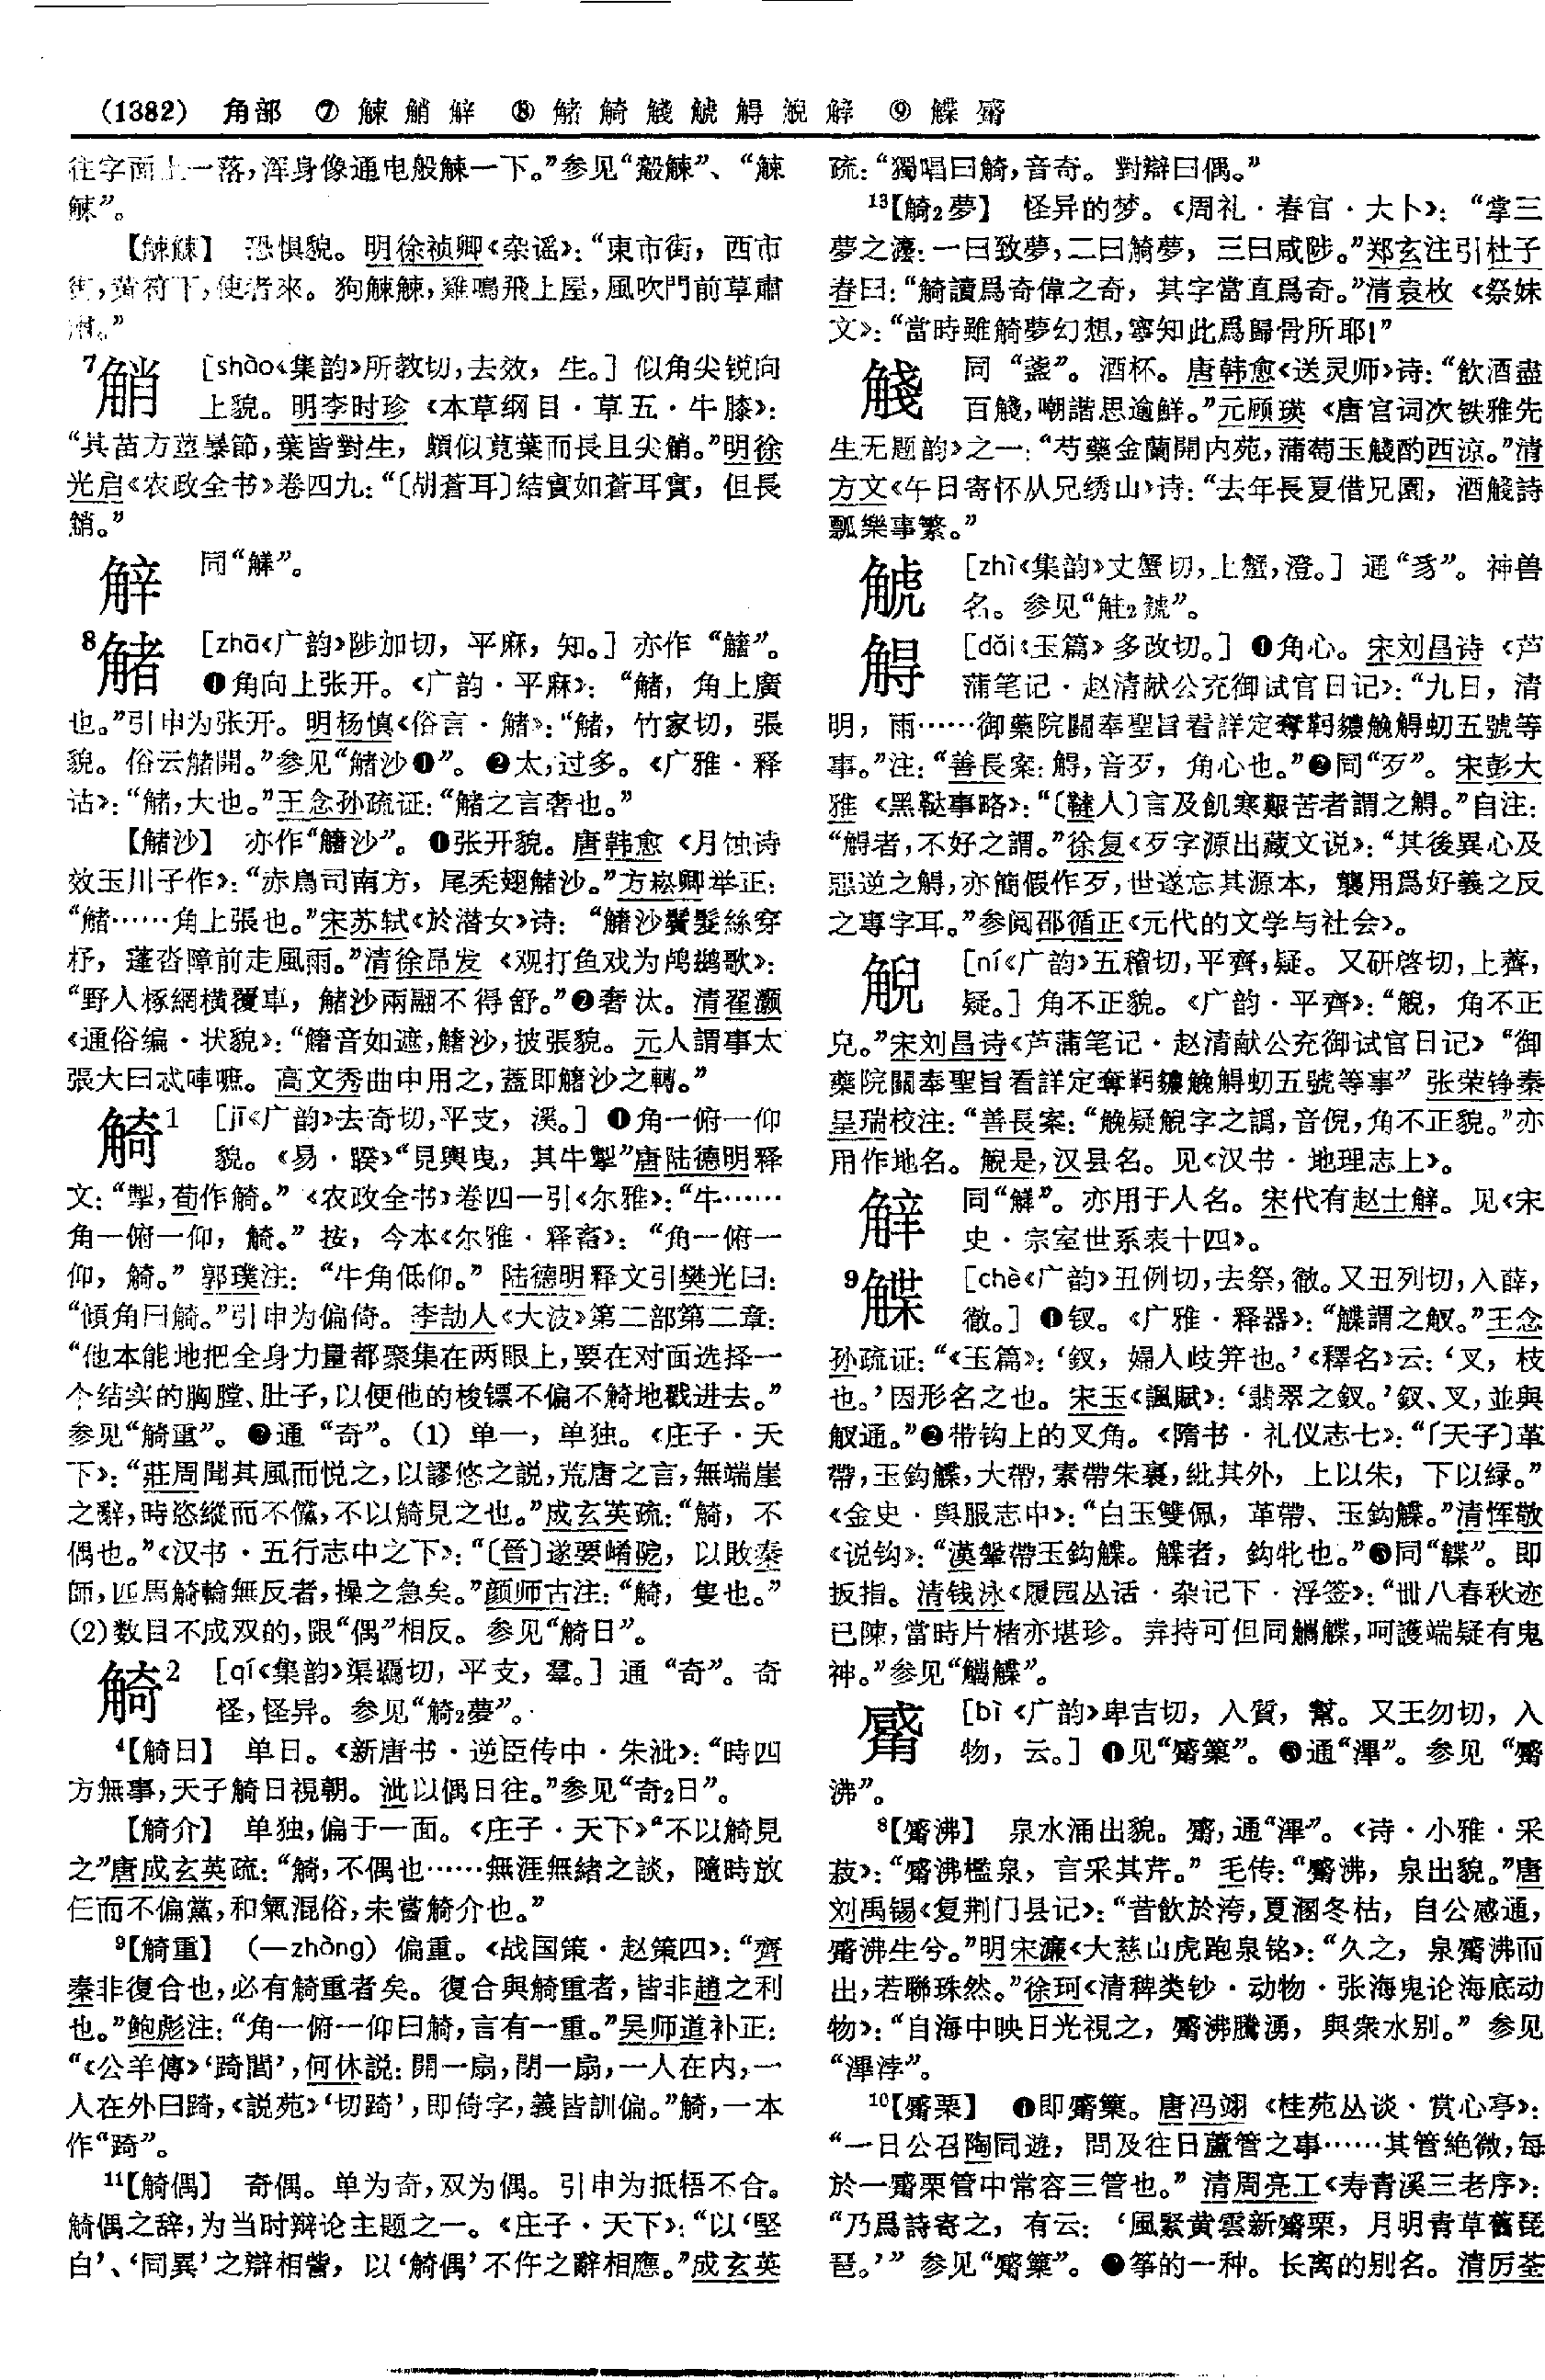 (1382) 角部 ⑦ 觫 艄 觪 ⑧ 觰 觭 觬 觧 ⑨ 鰈 觱
往字面上一落，浑身像通电般觫一下。”参见“觳觫”、“觫
觫”。
【觫觫】 恐惧貌。明徐祯卿《杂谣》：“東市街，西市
街，黄符下，使者來。狗觫觫，雞鳴飛上屋，風吹門前草肅
肅。”
7艄 [shào《集韵》所教切，去效，生。]似角尖锐向
上貌。明李时珍《本草纲目·草五·牛膝》：
“其苗方莖暴節，葉皆對生，頗似莧葉而長且尖艄。”明徐
光启《农政全书》卷四九：“〔胡蒼耳〕結實如蒼耳實，但長
艄。”
同“觧”。
8觰 [zhā《广韵》陟加切，平麻，知。]亦作“䚩”。
❶角向上张开。《广韵·平麻》：“觰，角上廣
也。”引申为张开。明杨慎《俗言·觰》：“觰，竹家切，張
貌。俗云觰開。”参见“觰沙❶”。❷太，过多。《广雅·释
诂》：“觰，大也。”王念孙疏证：“觰之言奢也。”
【觰沙】 亦作“䚩沙”。❶张开貌。唐韩愈《月蚀诗
效玉川子作》：“赤鳥司南方，尾秃翅觰沙。”方崧卿举正：
“觰……角上張也。”宋苏轼《於潜女》诗：“䚩沙鬢髮絲穿
杼，蓬沓障前走風雨。”清徐昂发《观打鱼戏为鸬鹚歌》：
“野人椓網橫覆車，觰沙兩翮不得舒。”❷奢汰。清翟灏
《通俗编·状貌》：“䚩音如遮，䚩沙，披張貌。元人謂事太
張大曰忒唓嗻。高文秀曲中用之，蓋即䚩沙之轉。”
觭1 [jī《广韵》去奇切，平支，溪。]❶角一俯一仰
貌。《易·睽》“見輿曳，其牛掣”唐陆德明释
文：“掣，荀作觭。”《农政全书》卷四一引《尔雅》：“牛……
角一俯一仰，觭。”按，今本《尔雅·释畜》：“角一俯一
仰，觭。”郭璞注：“牛角低仰。”陆德明释文引樊光曰：
“傾角曰觭。”引申为偏倚。李劼人《大波》第二部第二章：
“他本能地把全身力量都聚集在两眼上，要在对面选择一
个结实的胸膛、肚子，以便他的梭镖不偏不觭地戳进去。”
参见“觭重”。❷通“奇”。(1)单一，单独。《庄子·天
下》：“莊周聞其風而悦之，以謬悠之説，荒唐之言，無端崖
之辭，時恣縱而不儻，不以觭見之也。”成玄英疏：“觭，不
偶也。”《汉书·五行志中之下》：“〔晉〕遂要崤阸，以敗秦
師，匹馬觭輪無反者，操之急矣。”颜师古注：“觭，隻也。”
(2)数目不成双的，跟“偶”相反。参见“觭日”。
觭2 [qí《集韵》渠羁切，平支，羣。]通“奇”。奇
怪，怪异。参见“觭2夢”。
4【觭日】 单日。《新唐书·逆臣传中·朱泚》：“時四
方無事，天子觭日視朝。泚以偶日往。”参见“奇2日”。
【觭介】 单独，偏于一面。《庄子·天下》“不以觭見
之”唐成玄英疏：“觭，不偶也……無涯無緒之談，隨時放
任而不偏黨，和氣混俗，未嘗觭介也。”
9【觭重】 （—zhòng）偏重。《战国策·赵策四》：“齊
秦非復合也，必有觭重者矣。復合與觭重者，皆非趙之利
也。”鲍彪注：“角一俯一仰曰觭，言有一重。”吴师道补正：
“《公羊傳》‘踦閭’，何休説：開一扇，閉一扇，一人在内，一
人在外曰踦，《説苑》‘切踦’，即倚字，義皆訓偏。”觭，一本
作“踦”。
11【觭偶】 奇偶。单为奇，双为偶。引申为抵牾不合。
觭偶之辞，为当时辩论主题之一。《庄子·天下》：“以‘堅
白’、‘同異’之辯相訾，以‘觭偶’不仵之辭相應。”成玄英
疏：“獨唱曰觭，音奇。對辯曰偶。”
13【觭2夢】 怪异的梦。《周礼·春官·大卜》：“掌三
夢之灋：一曰致夢，二曰觭夢，三曰咸陟。”郑玄注引杜子
春曰：“觭讀爲奇偉之奇，其字當直爲奇。”清袁枚《祭妹
文》：“當時雖觭夢幻想，寧知此爲歸骨所耶！”
同“盏”。酒杯。唐韩愈《送灵师》诗：“飲酒盡
百醆，嘲諧思逾鮮。”元顾瑛《唐宫词次铁雅先
生无题韵》之一：“芍藥金蘭開内苑，蒲萄玉醆酌西涼。”清
方文《午日寄怀从兄绣山》诗：“去年長夏借兄園，酒醆詩
瓢樂事繁。”
[zhì《集韵》丈蟹切，上蟹，澄。]通“豸”。神兽
名。
[dǎi《玉篇》多改切。]❶角心。宋刘昌诗《芦
蒲笔记·赵清献公充御试官日记》：“九日，清
明，雨……御藥院關奉聖旨看詳定奪五號等
事。”注：“善長案：䚟，音歹，角心也。”❷同“歹”。宋彭大
雅《黑鞑事略》：“〔韃人〕言及飢寒艱苦者謂之䚟。”自注：
“䚟者，不好之謂。”徐复《歹字源出藏文说》：“其後異心及
惡逆之䚟，亦簡假作歹，世遂忘其源本，襲用爲好義之反
之專字耳。”参阅邵循正《元代的文学与社会》。
觬 [ní《广韵》五稽切，平齊，疑。又研啓切，上薺，
疑。]角不正貌。《广韵·平齊》：“觬，角不正
皃。”宋刘昌诗《芦蒲笔记·赵清献公充御试官日记》“御
藥院關奉聖旨看詳定奪五號等事”张荣铮秦
呈瑞校注：“善長案：“疑觬字之譌，音倪，角不正貌。”亦
用作地名。觬是，汉县名。见《汉书·地理志上》。
同“觧”。亦用于人名。宋代有赵士。见《宋
史·宗室世系表十四》。
9 [chè《广韵》丑例切，去祭，徹。又丑列切，入薛，
徹。]❶钗。《广雅·释器》：“䚢謂之䚨。”王念
孙疏证：“《玉篇》：‘釵，婦人歧笄也。’《釋名》云：‘叉，枝
也。’因形名之也。宋玉《諷賦》：‘翡翠之釵。’釵、叉，並與
通。”❷带钩上的叉角。《隋书·礼仪志七》：“〔天子〕革
帶，玉鈎䚢，大帶，素帶朱裏，紕其外，上以朱，下以緑。”
《金史·舆服志中》：“白玉雙佩，革帶、玉鈎䚢。”清恽敬
《说钩》：“漢鞶帶玉鈎䚢。䚢者，鈎牝也。”❸同“韘”。即
扳指。清钱泳《履园丛话·杂记下·浮签》：“卌八春秋迹
已陳，當時片楮亦堪珍。弆持可但同觿䚢，呵護端疑有鬼
神。”参见“觿䚢”。
觱 [bì《广韵》卑吉切，入質，幫。又王勿切，入
物，云。]❶见“觱篥”。❷通“滭”。参见“觱
沸”。
8【觱沸】 泉水涌出貌。觱，通“滭”。《诗·小雅·采
菽》：“觱沸檻泉，言采其芹。”毛传：“觱沸，泉出貌。”唐
刘禹锡《复荆门县记》：“昔飲於洿，夏溷冬枯，自公感通，
觱沸生兮。”明宋濂《大慈山虎跑泉铭》：“久之，泉觱沸而
出，若聯珠然。”徐珂《清稗类钞·动物·张海鬼论海底动
物》：“自海中映日光視之，觱沸騰湧，與衆水别。”参见
“滭浡”。
10【觱栗】 ❶即觱篥。唐冯翊《桂苑丛谈·赏心亭》：
“一日公召陶同遊，問及往日蘆管之事……其管絶微，每
於一觱栗管中常容三管也。”清周亮工《寿青溪三老序》：
“乃爲詩寄之，有云：‘風緊黄雲新觱栗，月明青草舊琵
琶。’”参见“觱篥”。❷筝的一种。长离的别名。清厉荃